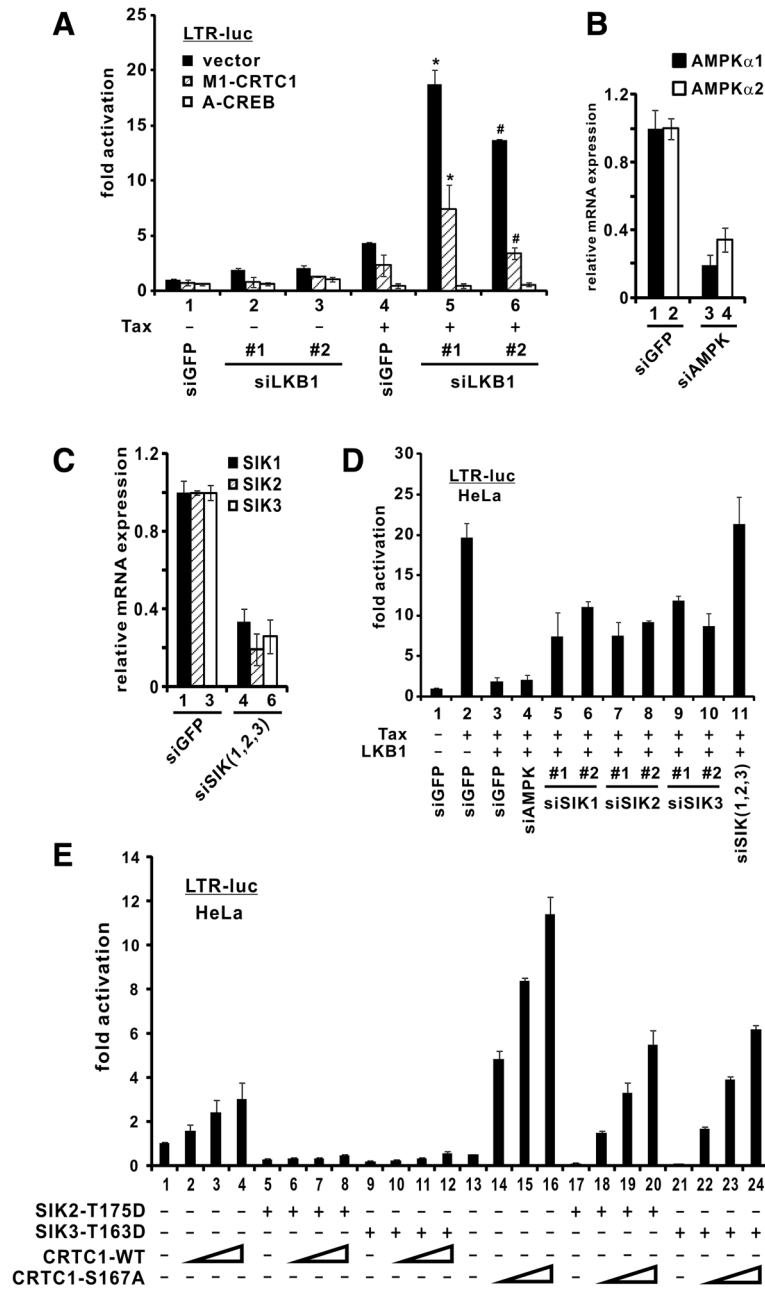 A
LTR-luc
vector
M1-CRTC1
A-CREB
fold activation
25
20
15
10
5
0
*
*
#
#
1 2 3 4 5 6
Tax – – – + + +
siGFP #1 #2 siGFP #1 #2
siLKB1 siLKB1
B
AMPKα1
AMPKα2
relative mRNA expression
1.2
0.8
0.4
0
1 2 3 4
siGFP siAMPK
C
SIK1
SIK2
SIK3
relative mRNA expression
1.2
0.8
0.4
0
1 3 4 6
siGFP siSIK(1,2,3)
D
LTR-luc
HeLa
fold activation
30
25
20
15
10
5
0
1 2 3 4 5 6 7 8 9 10 11
Tax – + + + + + + + + + +
LKB1 – – + + + + + + + + +
siGFP siGFP siGFP siAMPK #1 #2 #1 #2 #1 #2 siSIK(1,2,3)
siSIK1 siSIK2 siSIK3
E
LTR-luc
HeLa
fold activation
14
12
10
8
6
4
2
0
1 2 3 4 5 6 7 8 9 10 11 12 13 14 15 16 17 18 19 20 21 22 23 24
SIK2-T175D – – – – + + + + – – – – – – – – + + + + – – – –
SIK3-T163D – – – – – – – – + + + + – – – – – – – – + + + +
CRTC1-WT – – – – – – – – – – – – – – –
CRTC1-S167A – – – – – – – – – – – – – – –